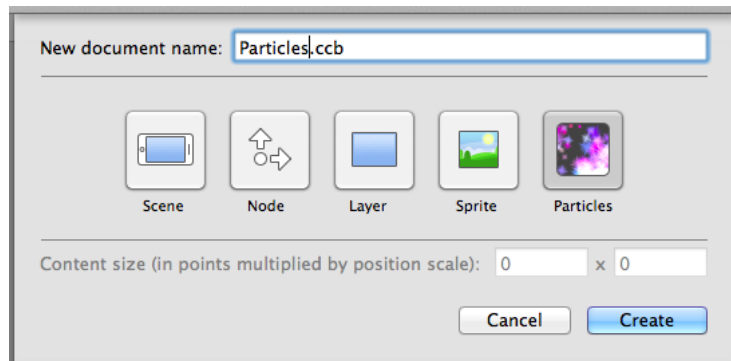 New document name: Particles.ccb
Scene Node Layer Sprite Particles
Content size (in points multiplied by position scale): 0 x 0
Cancel Create